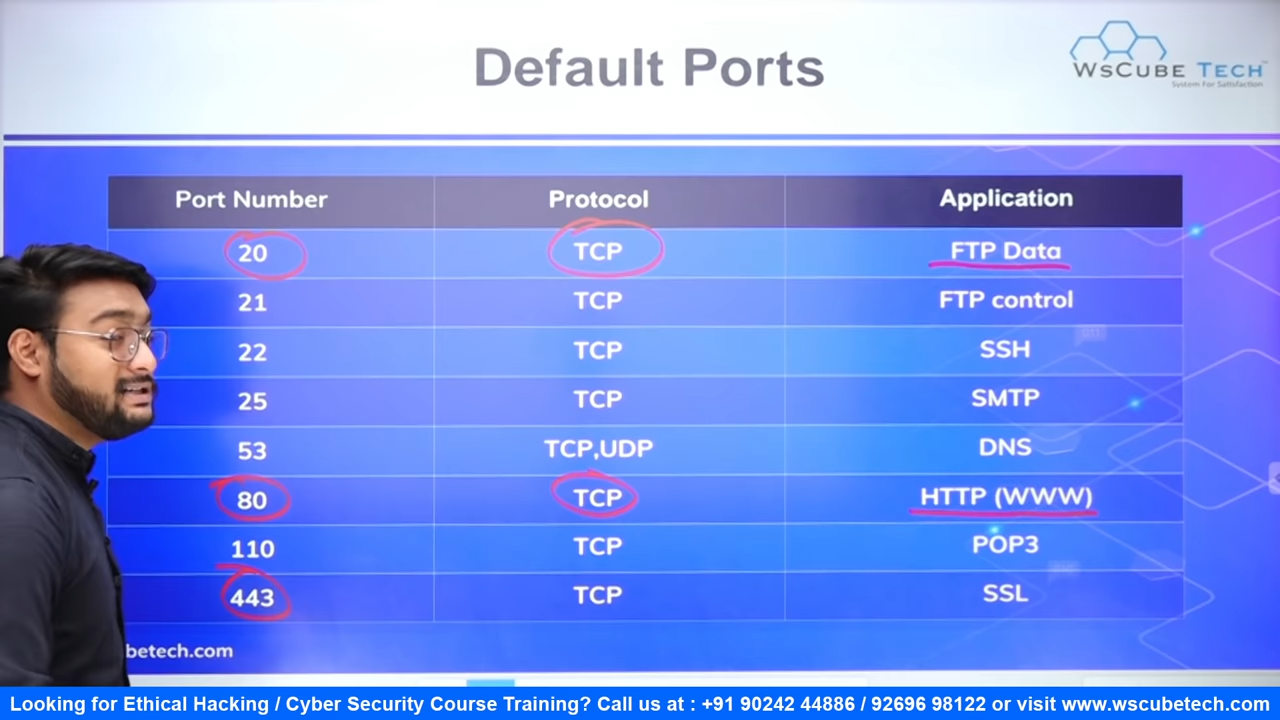 Default Ports
WsCube Tech
System For Satisfaction
Port Number Protocol Application
20 TCP FTP Data
21 TCP FTP control
22 TCP SSH
25 TCP SMTP
53 TCP,UDP DNS
80 TCP HTTP (WWW)
110 TCP POP3
443 TCP SSL
betech.com
Looking for Ethical Hacking / Cyber Security Course Training? Call us at : +91 90242 44886 / 92696 98122 or visit www.wscubetech.com